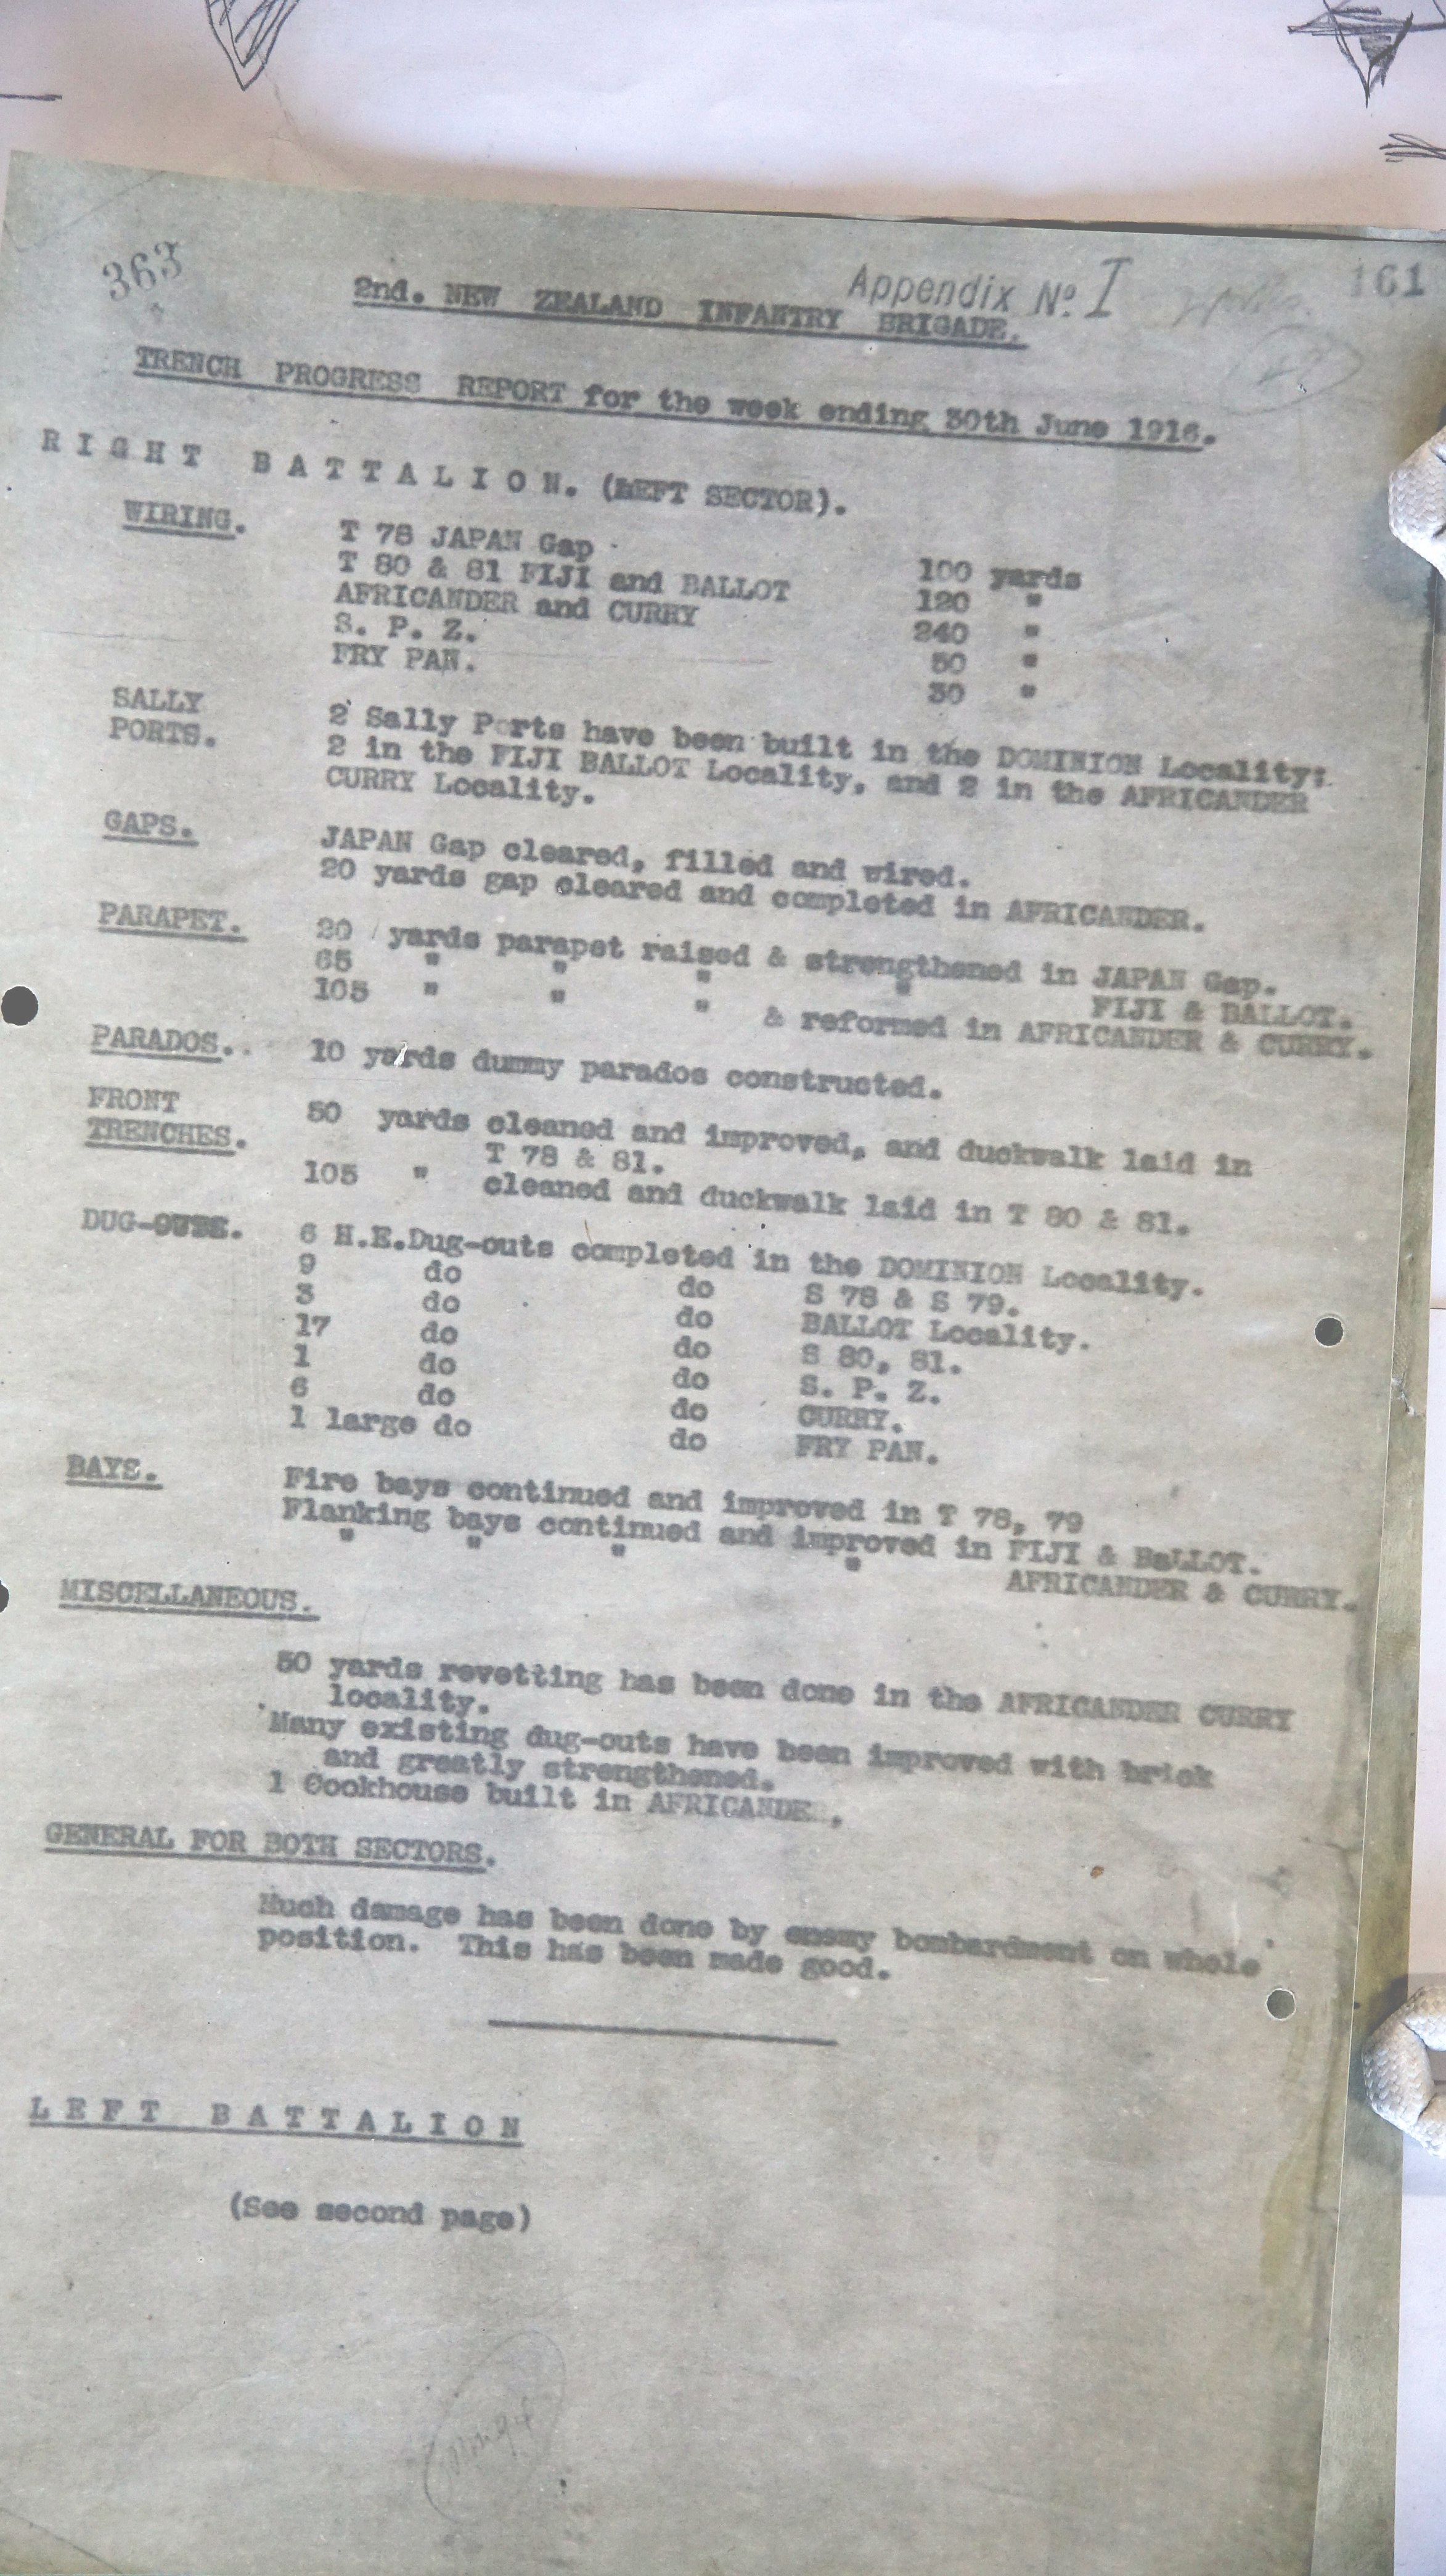 363
Appendix No. I
161
2nd. NEW ZEALAND INFANTRY BRIGADE.
TRENCH PROGRESS REPORT for the week ending 30th June 1916.
RIGHT BATTALION. (LEFT SECTOR).
WIRING. T 78 JAPAN Gap 100 yards
T 80 & 81 FIJI and BALLOT 120 "
AFRICANDER and CURRY 240 "
S. P. Z. 50 "
FRY PAN. 30 "
SALLY PORTS. 2 Sally Ports have been built in the DOMINION Locality;
2 in the FIJI BALLOT Locality, and 2 in the AFRICANDER
CURRY Locality.
GAPS. JAPAN Gap cleared, filled and wired.
20 yards gap cleared and completed in AFRICANDER.
PARAPET. 20 yards parapet raised & strengthened in JAPAN Gap.
65 " " " " FIJI & BALLOT.
105 " " " & reformed in AFRICANDER & CURRY.
PARADOS. 10 yards dummy parados constructed.
FRONT TRENCHES. 50 yards cleaned and improved, and duckwalk laid in
T 78 & 81.
105 " cleaned and duckwalk laid in T 80 & 81.
DUG-OUTS. 6 H.E.Dug-outs completed in the DOMINION Locality.
9 do do S 78 & S 79.
3 do do BALLOT Locality.
17 do do S 80, 81.
1 do do S. P. Z.
6 do do CURRY.
1 large do do FRY PAN.
BAYS. Fire bays continued and improved in T 78, 79
Flanking bays continued and improved in FIJI & BaLLOT.
" " " " AFRICANDER & CURRY.
MISCELLANEOUS.
50 yards revetting has been done in the AFRICANDER CURRY
locality.
Many existing dug-outs have been improved with brick
and greatly strengthened.
1 Cookhouse built in AFRICANDE .
GENERAL FOR BOTH SECTORS.
Much damage has been done by enemy bombardment on whole
position. This has been made good.
LEFT BATTALION
(See second page)